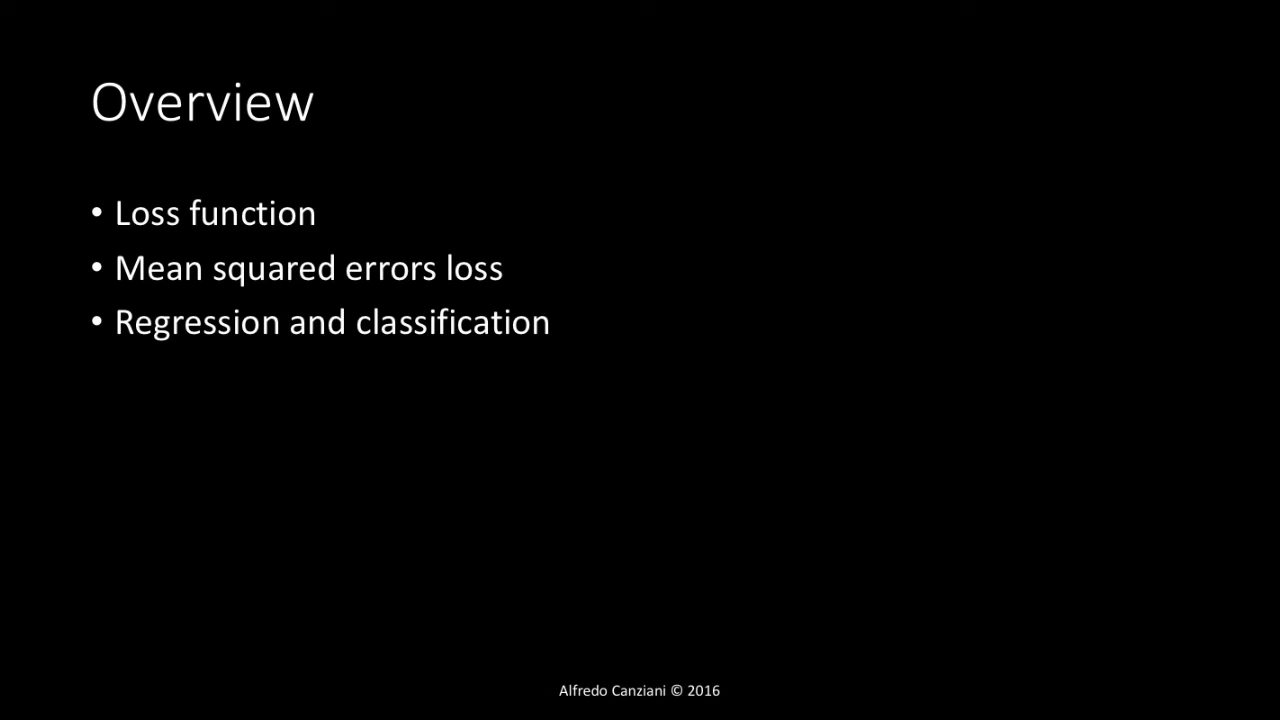 Overview
• Loss function
• Mean squared errors loss
• Regression and classification
Alfredo Canziani © 2016